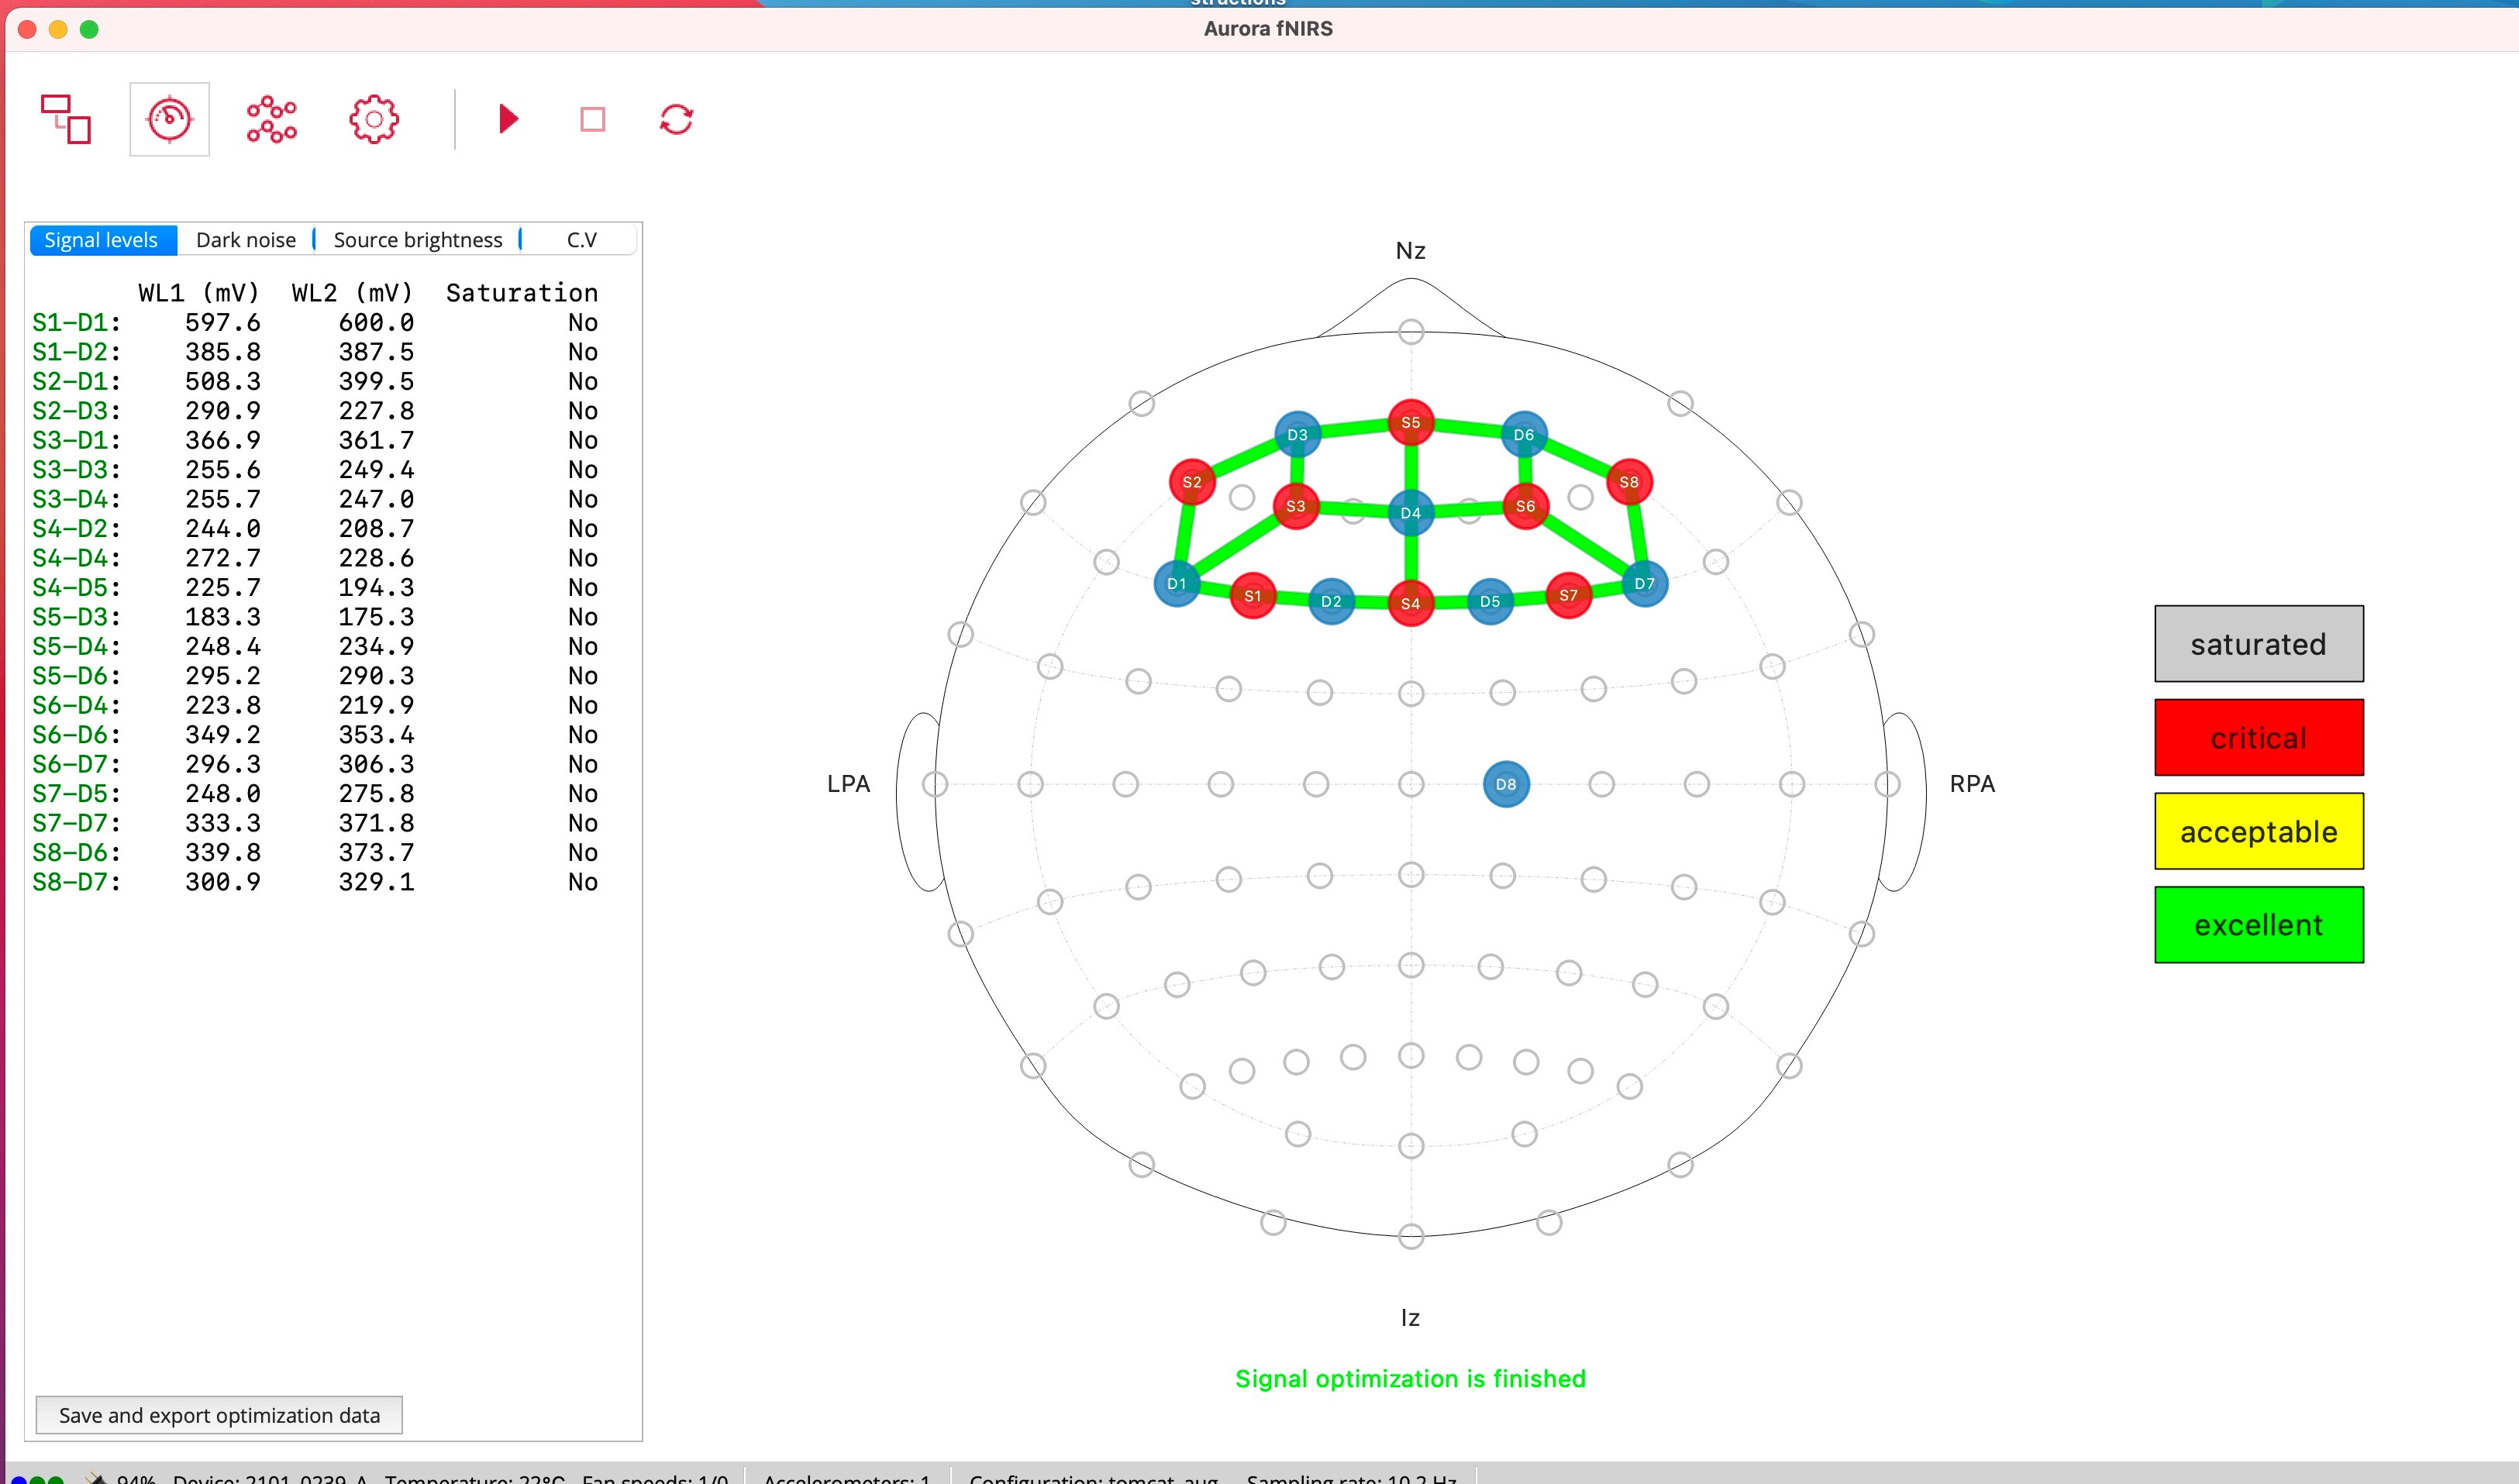 structions
Aurora fNIRS
Signal levels Dark noise Source brightness C.V
WL1 (mV) WL2 (mV) Saturation
S1-D1: 597.6 600.0 No
S1-D2: 385.8 387.5 No
S2-D1: 508.3 399.5 No
S2-D3: 290.9 227.8 No
S3-D1: 366.9 361.7 No
S3-D3: 255.6 249.4 No
S3-D4: 255.7 247.0 No
S4-D2: 244.0 208.7 No
S4-D4: 272.7 228.6 No
S4-D5: 225.7 194.3 No
S5-D3: 183.3 175.3 No
S5-D4: 248.4 234.9 No
S5-D6: 295.2 290.3 No
S6-D4: 223.8 219.9 No
S6-D6: 349.2 353.4 No
S6-D7: 296.3 306.3 No
S7-D5: 248.0 275.8 No
S7-D7: 333.3 371.8 No
S8-D6: 339.8 373.7 No
S8-D7: 300.9 329.1 No
Save and export optimization data
Nz
S5
D3 D6
S2 S8
S3 D4 S6
D1 D7
S1 D2 S4 D5 S7
LPA D8 RPA
Iz
Signal optimization is finished
saturated
critical
acceptable
excellent
94% Device: 2101_0239_A Temperature: 22°C Fan speeds: 1/0 Accelerometers: 1 Configuration: tomcat_aug Sampling rate: 10.2 Hz